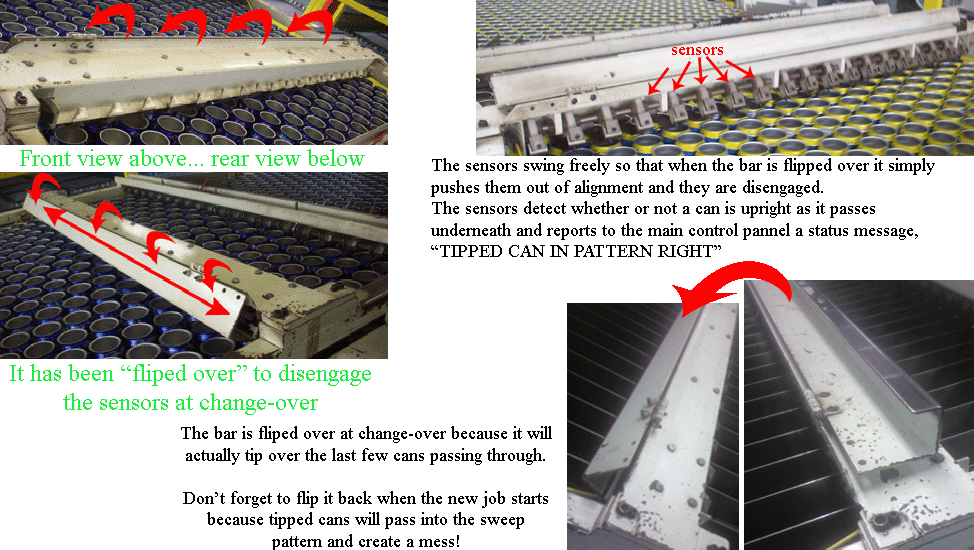 sensors
Front view above... rear view below
The sensors swing freely so that when the bar is flipped over it simply
pushes them out of alignment and they are disengaged.
The sensors detect whether or not a can is upright as it passes
underneath and reports to the main control pannel a status message,
“TIPPED CAN IN PATTERN RIGHT”
It has been “fliped over” to disengage
the sensors at change-over
The bar is fliped over at change-over because it will
actually tip over the last few cans passing through.
Don’t forget to flip it back when the new job starts
because tipped cans will pass into the sweep
pattern and create a mess!